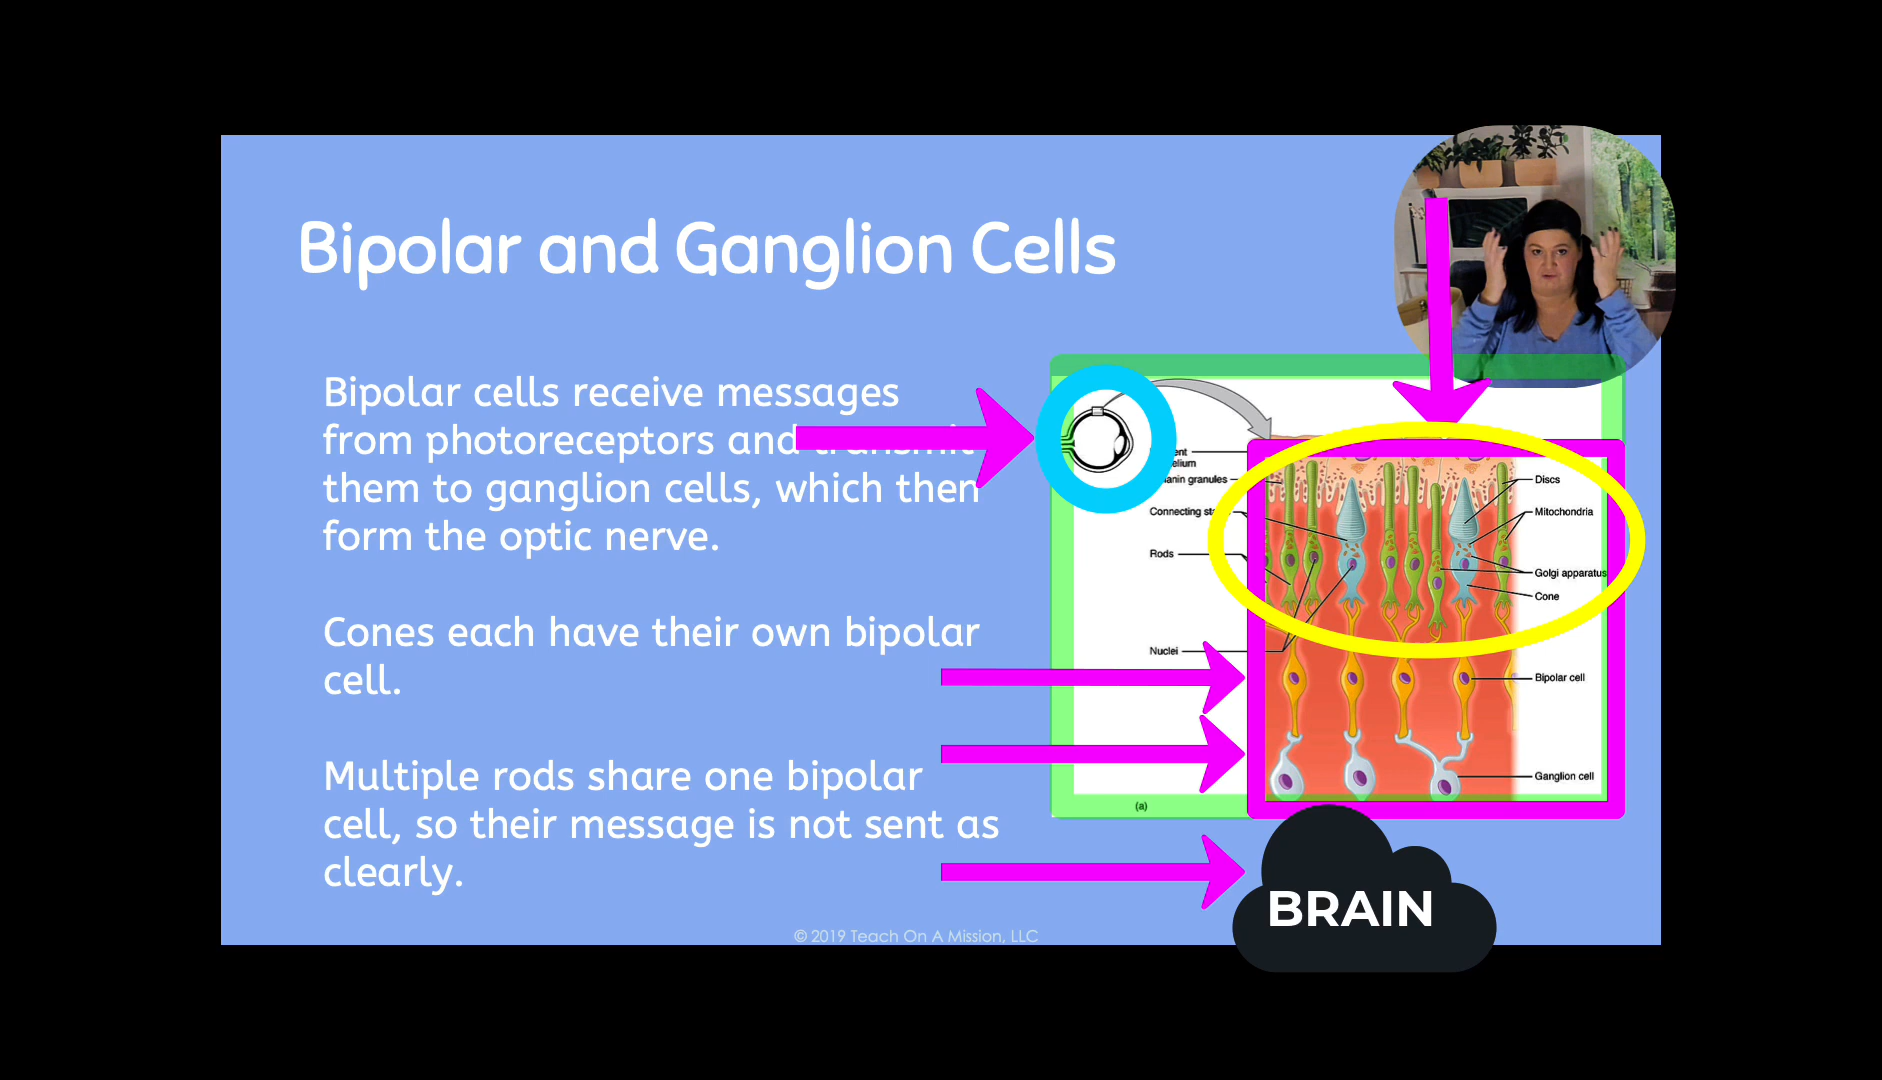 Bipolar and Ganglion Cells
Bipolar cells receive messages
from photoreceptors and transmit
them to ganglion cells, which then
form the optic nerve.
Cones each have their own bipolar
cell.
Multiple rods share one bipolar
cell, so their message is not sent as
clearly.
Connecting
Rods
Nuclei
(a)
Discs
Mitochondria
Golgi apparatus
Cone
Bipolar cell
Ganglion cell
granules
BRAIN
© 2019 Teach On A Mission, LLC